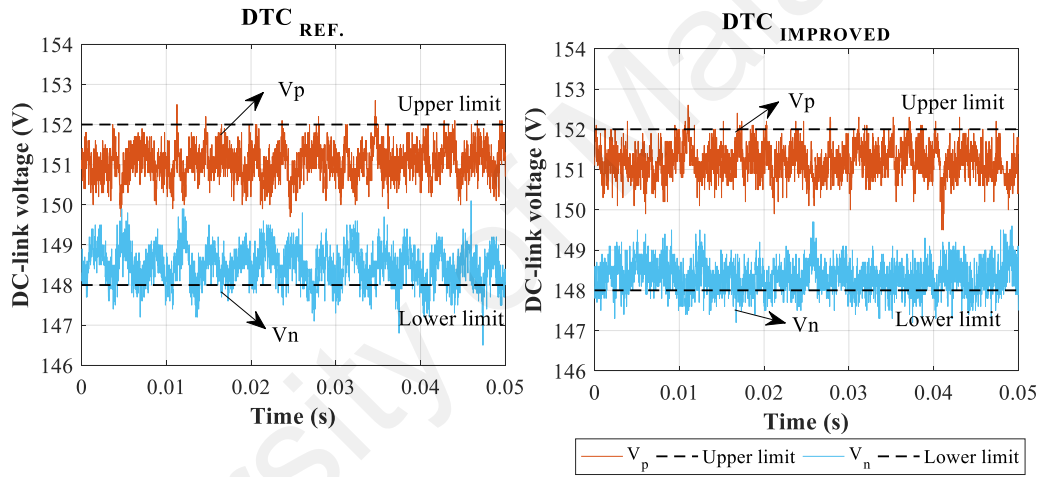 DTC REF.
154
153
152
151
150
149
148
147
146
DC-link voltage (V)
Vp
Upper limit
Lower limit
Vn
0
0.01
0.02
0.03
0.04
0.05
Time (s)
DTC IMPROVED
154
153
152
151
150
149
148
147
146
DC-link voltage (V)
Vp
Upper limit
Lower limit
Vn
0
0.01
0.02
0.03
0.04
0.05
Time (s)
Vp Upper limit Vn Lower limit